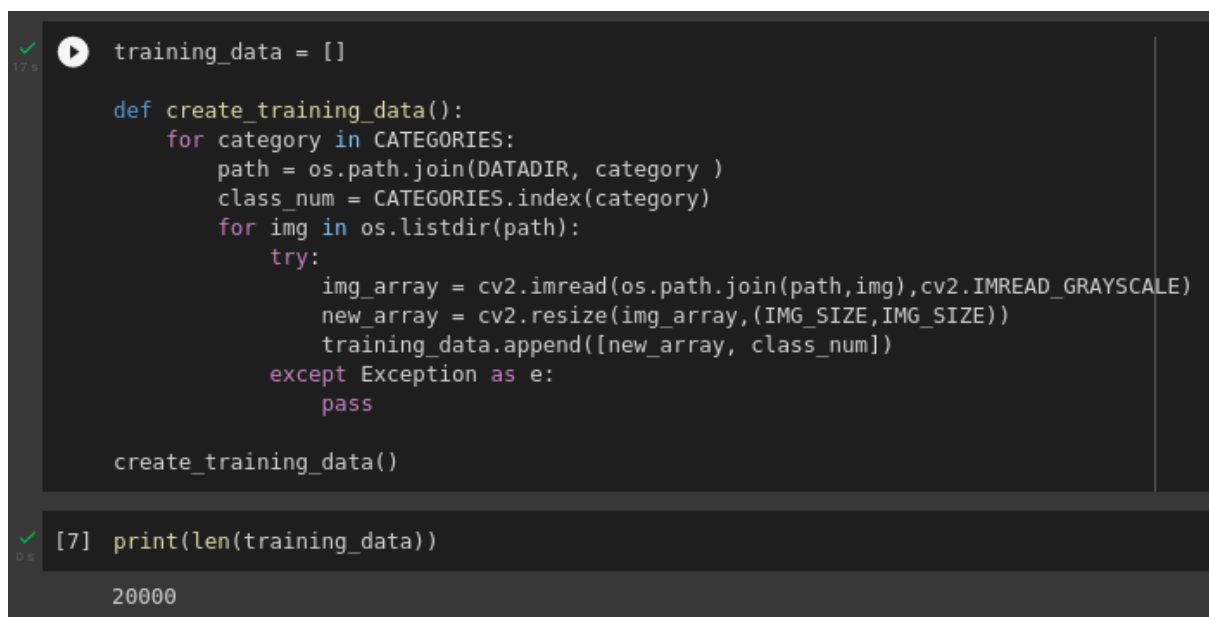 17 s
training_data = []
def create_training_data():
for category in CATEGORIES:
path = os.path.join(DATADIR, category )
class_num = CATEGORIES.index(category)
for img in os.listdir(path):
try:
img_array = cv2.imread(os.path.join(path,img),cv2.IMREAD_GRAYSCALE)
new_array = cv2.resize(img_array,(IMG_SIZE,IMG_SIZE))
training_data.append([new_array, class_num])
except Exception as e:
pass
create_training_data()
[7] print(len(training_data))
0 s
20000